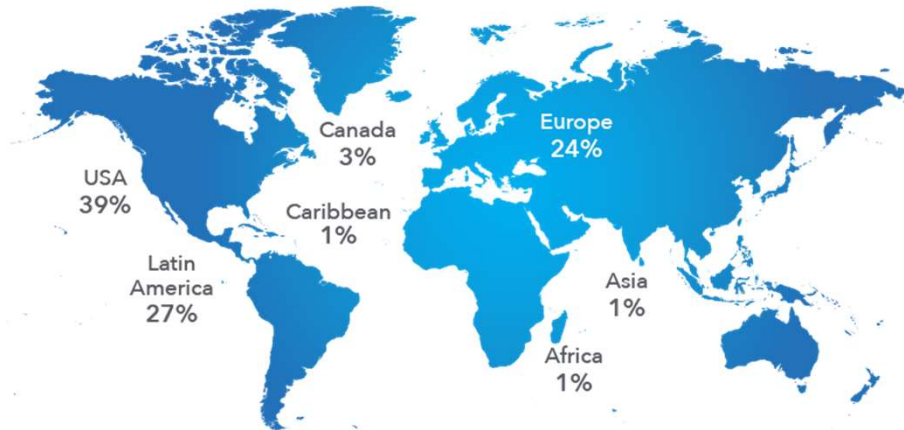 Canada
3%
Europe
24%
USA
39%
Caribbean
1%
Latin
America
27%
Asia
1%
Africa
1%